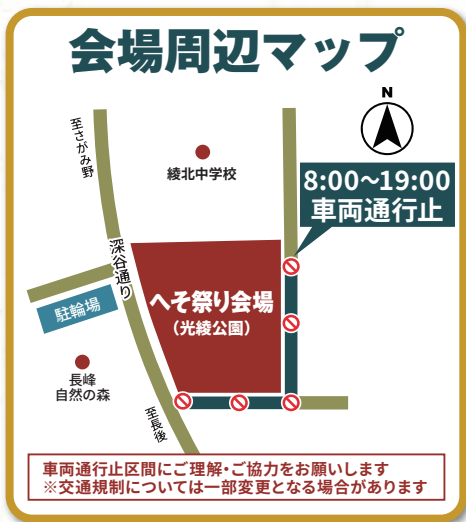 会場周辺マップ
N
至さがみ野
綾北中学校
8:00~19:00
車両通行止
深谷通り
へそ祭り会場
(光綾公園)
駐輪場
長峰
自然の森
至長後
車両通行止区間にご理解・ご協力をお願いします
※交通規制については一部変更となる場合があります